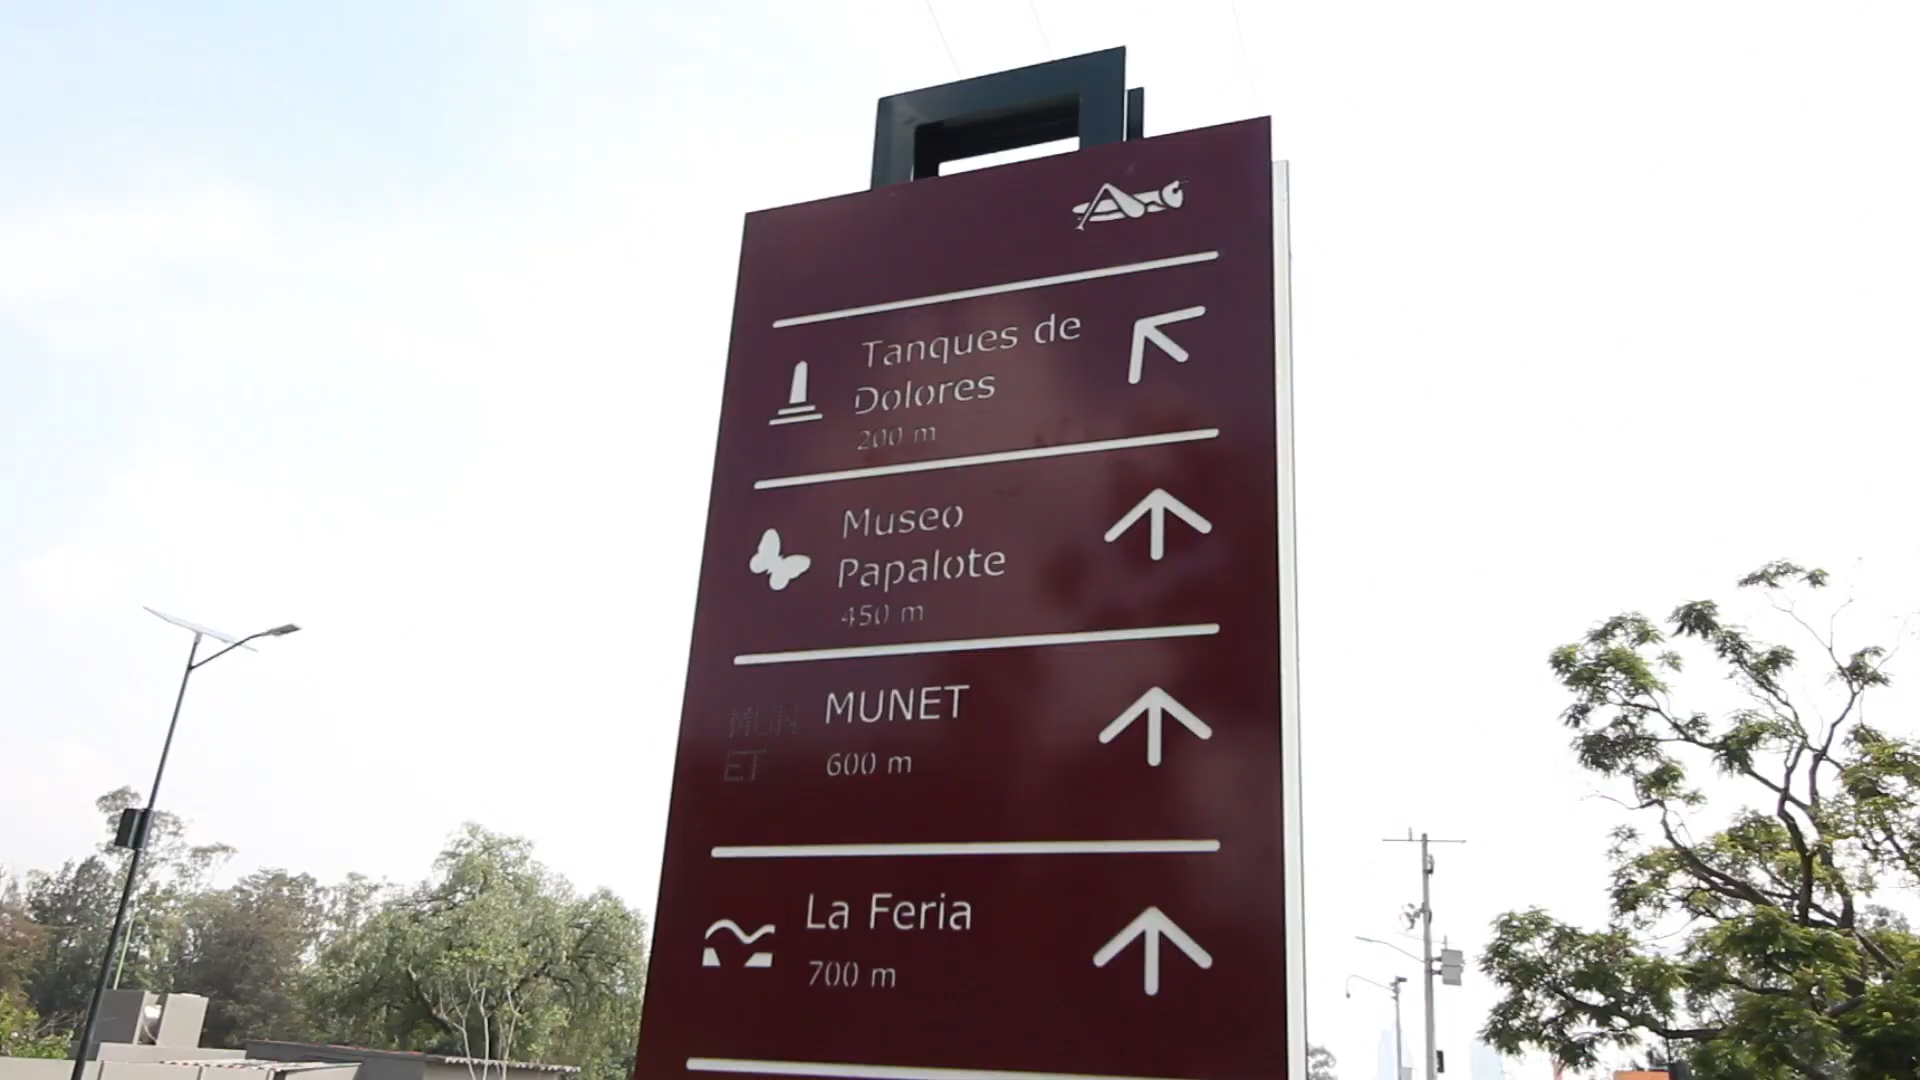 Tanques de
Dolores
200 m
Museo
Papalote
450 m
MUN
ET
MUNET
600 m
La Feria
700 m